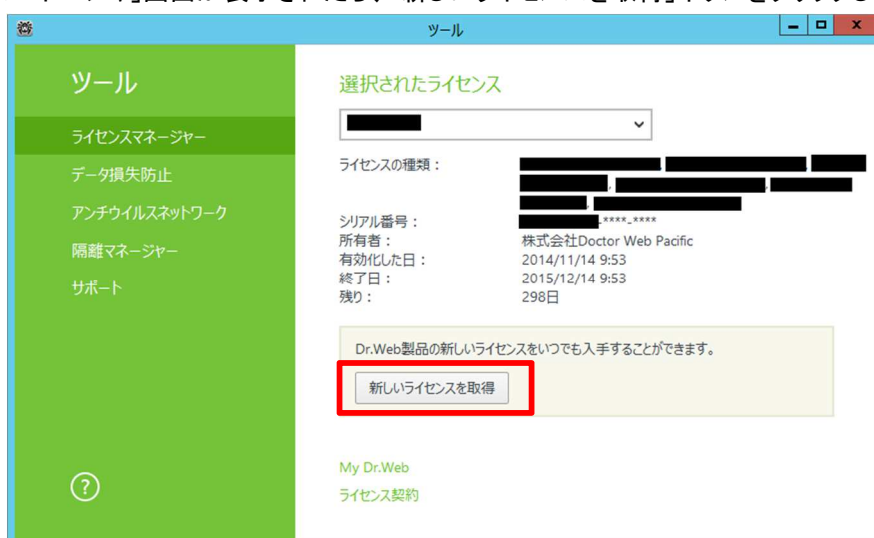 ツール
ツール
ライセンスマネージャー
データ損失防止
アンチウイルスネットワーク
隔離マネージャー
サポート
選択されたライセンス
ライセンスの種類：
シリアル番号： -****-****
所有者： 株式会社Doctor Web Pacific
有効化した日： 2014/11/14 9:53
終了日： 2015/12/14 9:53
残り： 298日
Dr.Web製品の新しいライセンスをいつでも入手することができます。
新しいライセンスを取得
My Dr.Web
ライセンス契約